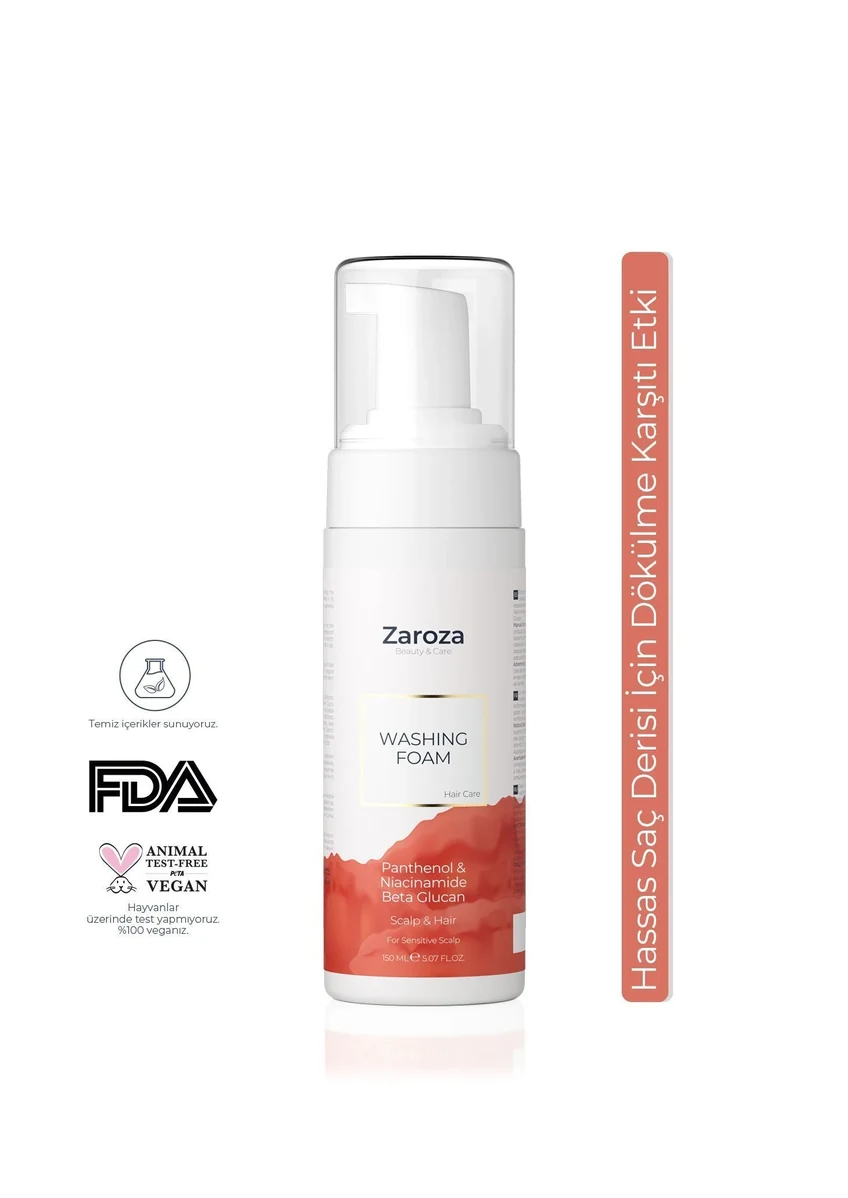 Zaroza
Beauty & Care
WASHING
FOAM
Hair Care
Panthenol &
Niacinamide
Beta Glucan
Scalp & Hair
For Sensitive Scalp
150 ML ℮ 5.07 FL.OZ.
Temiz içerikler sunuyoruz.
FDA
ANIMAL
TEST-FREE
PETA
VEGAN
Hayvanlar
üzerinde test yapmıyoruz.
%100 veganız.
Hassas Saç Derisi İçin Dökülme Karşıtı Etki